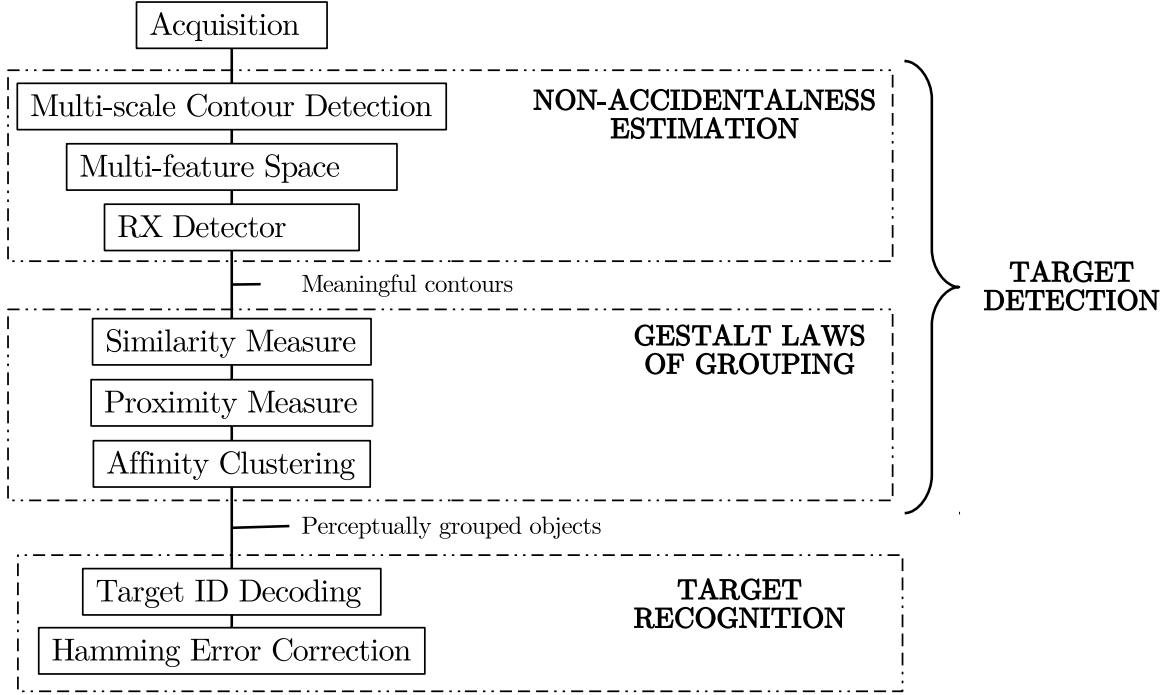 Acquisition
Multi-scale Contour Detection
NON-ACCIDENTALNESS
ESTIMATION
Multi-feature Space
RX Detector
Meaningful contours
TARGET
DETECTION
Similarity Measure
GESTALT LAWS
OF GROUPING
Proximity Measure
Affinity Clustering
Perceptually grouped objects
Target ID Decoding
TARGET
RECOGNITION
Hamming Error Correction